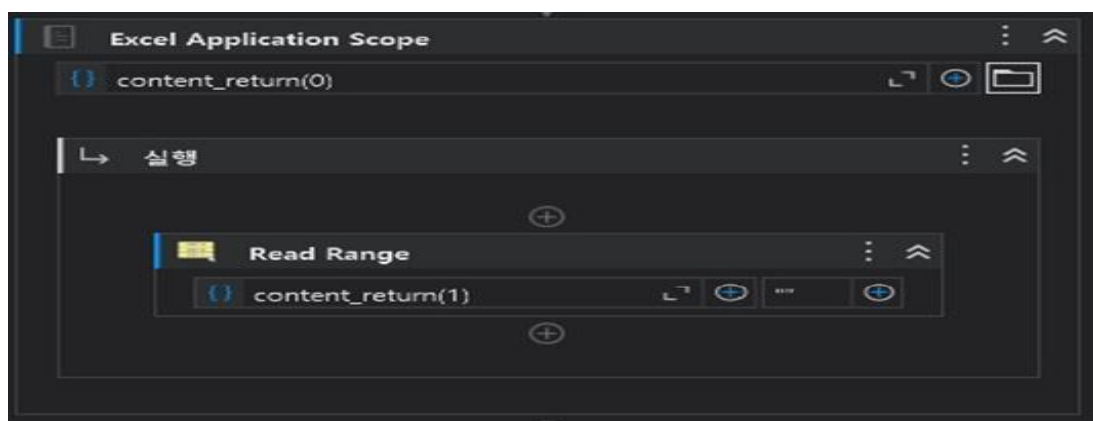 Excel Application Scope
{} content_return(0)
실행
Read Range
{} content_return(1) ""